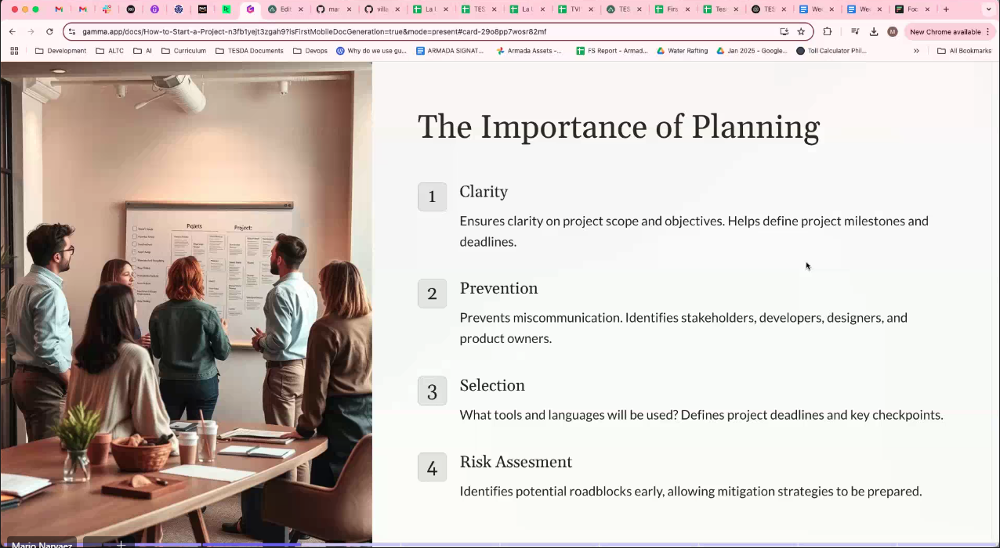 Edit
mar
villa
La U
TES
La U
TVI
TES
Firs
Tes
TES
Wee
Wee
Foc
gamma.app/docs/How-to-Start-a-Project-n3fb1yejt3zgah9?isFirstMobileDocGeneration=true&mode=present#card-29o8pp7wosr82mf
New Chrome available
Development
ALTC
AI
Curriculum
TESDA Documents
Devops
Why do we use gu...
ARMADA SIGNAT...
Armada Assets -...
FS Report - Armad...
Water Rafting
Jan 2025 - Google...
Toll Calculator Phil...
All Bookmarks
The Importance of Planning
1 Clarity
Ensures clarity on project scope and objectives. Helps define project milestones and
deadlines.
2 Prevention
Prevents miscommunication. Identifies stakeholders, developers, designers, and
product owners.
3 Selection
What tools and languages will be used? Defines project deadlines and key checkpoints.
4 Risk Assesment
Identifies potential roadblocks early, allowing mitigation strategies to be prepared.
Project:
Mario Narvaez